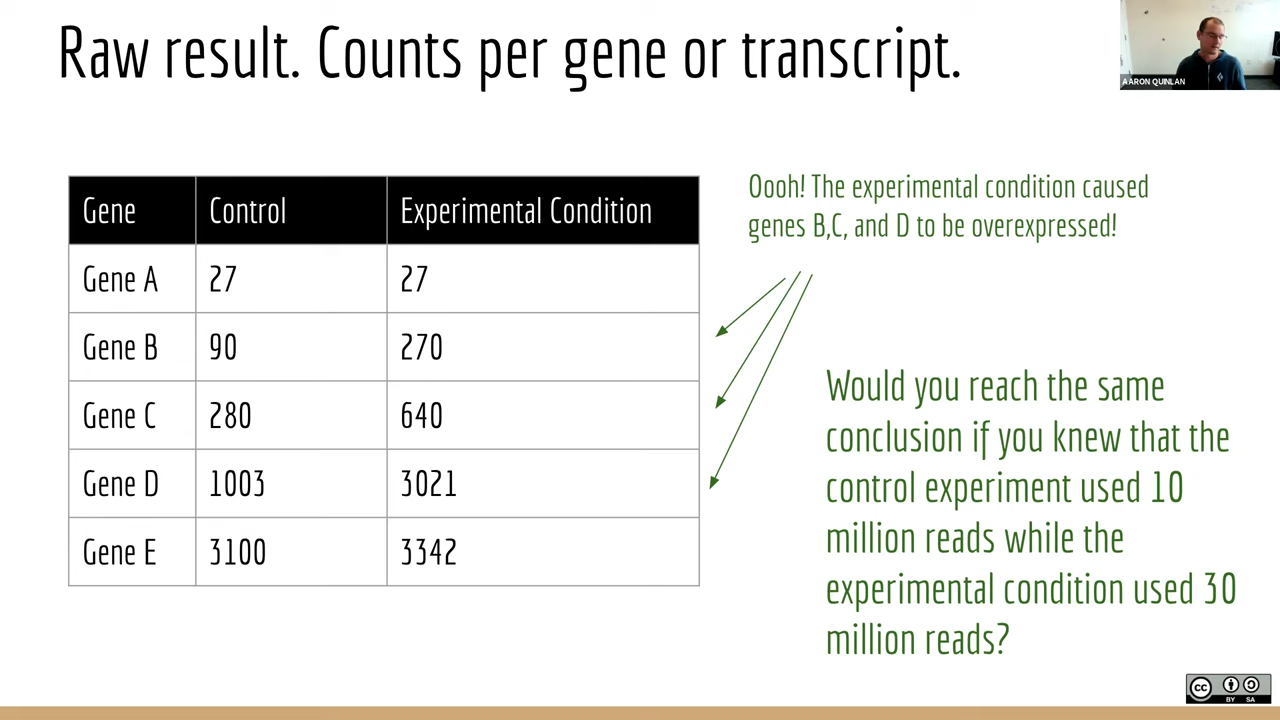 Raw result. Counts per gene or transcript.
AARON QUINLAN
Oooh! The experimental condition caused
genes B,C, and D to be overexpressed!
Gene Control Experimental Condition
Gene A 27 27
Gene B 90 270
Gene C 280 640
Gene D 1003 3021
Gene E 3100 3342
Would you reach the same
conclusion if you knew that the
control experiment used 10
million reads while the
experimental condition used 30
million reads?
cc BY SA